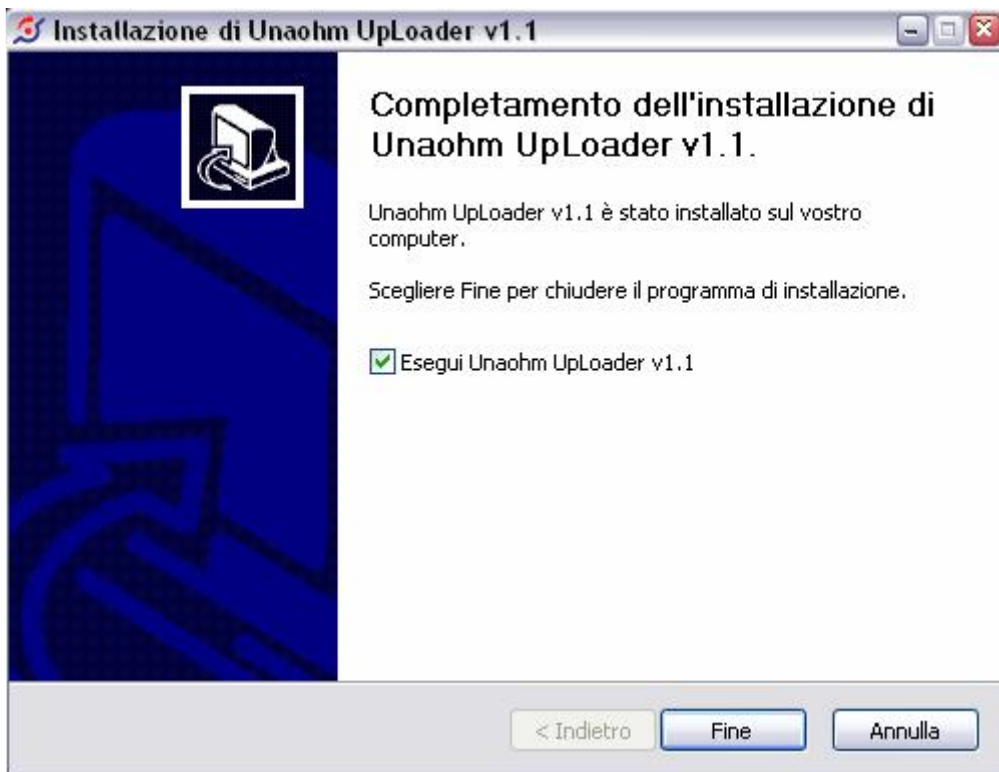 Installazione di Unaohm UpLoader v1.1
Completamento dell'installazione di
Unaohm UpLoader v1.1.
Unaohm UpLoader v1.1 è stato installato sul vostro
computer.
Scegliere Fine per chiudere il programma di installazione.
Esegui Unaohm UpLoader v1.1
< Indietro
Fine
Annulla